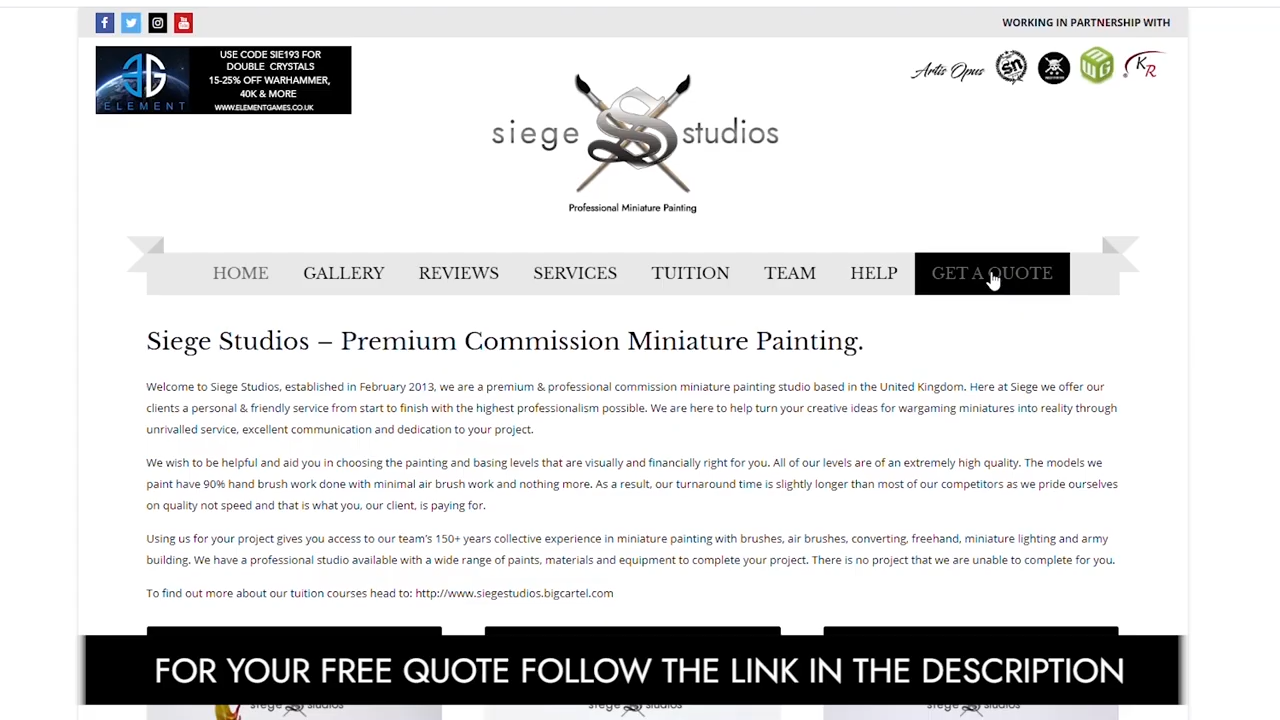 WORKING IN PARTNERSHIP WITH
USE CODE SIE193 FOR
DOUBLE CRYSTALS
15-25% OFF WARHAMMER,
40K & MORE
WWW.ELEMENTGAMES.CO.UK
ELEMENT
Artis Opus
sn
MWG
KR
siege studios
Professional Miniature Painting
HOME GALLERY REVIEWS SERVICES TUITION TEAM HELP GET A QUOTE
Siege Studios – Premium Commission Miniature Painting.
Welcome to Siege Studios, established in February 2013, we are a premium & professional commission miniature painting studio based in the United Kingdom. Here at Siege we offer our
clients a personal & friendly service from start to finish with the highest professionalism possible. We are here to help turn your creative ideas for wargaming miniatures into reality through
unrivalled service, excellent communication and dedication to your project.
We wish to be helpful and aid you in choosing the painting and basing levels that are visually and financially right for you. All of our levels are of an extremely high quality. The models we
paint have 90% hand brush work done with minimal air brush work and nothing more. As a result, our turnaround time is slightly longer than most of our competitors as we pride ourselves
on quality not speed and that is what you, our client, is paying for.
Using us for your project gives you access to our team's 150+ years collective experience in miniature painting with brushes, air brushes, converting, freehand, miniature lighting and army
building. We have a professional studio available with a wide range of paints, materials and equipment to complete your project. There is no project that we are unable to complete for you.
To find out more about our tuition courses head to: http://www.siegestudios.bigcartel.com
FOR YOUR FREE QUOTE FOLLOW THE LINK IN THE DESCRIPTION